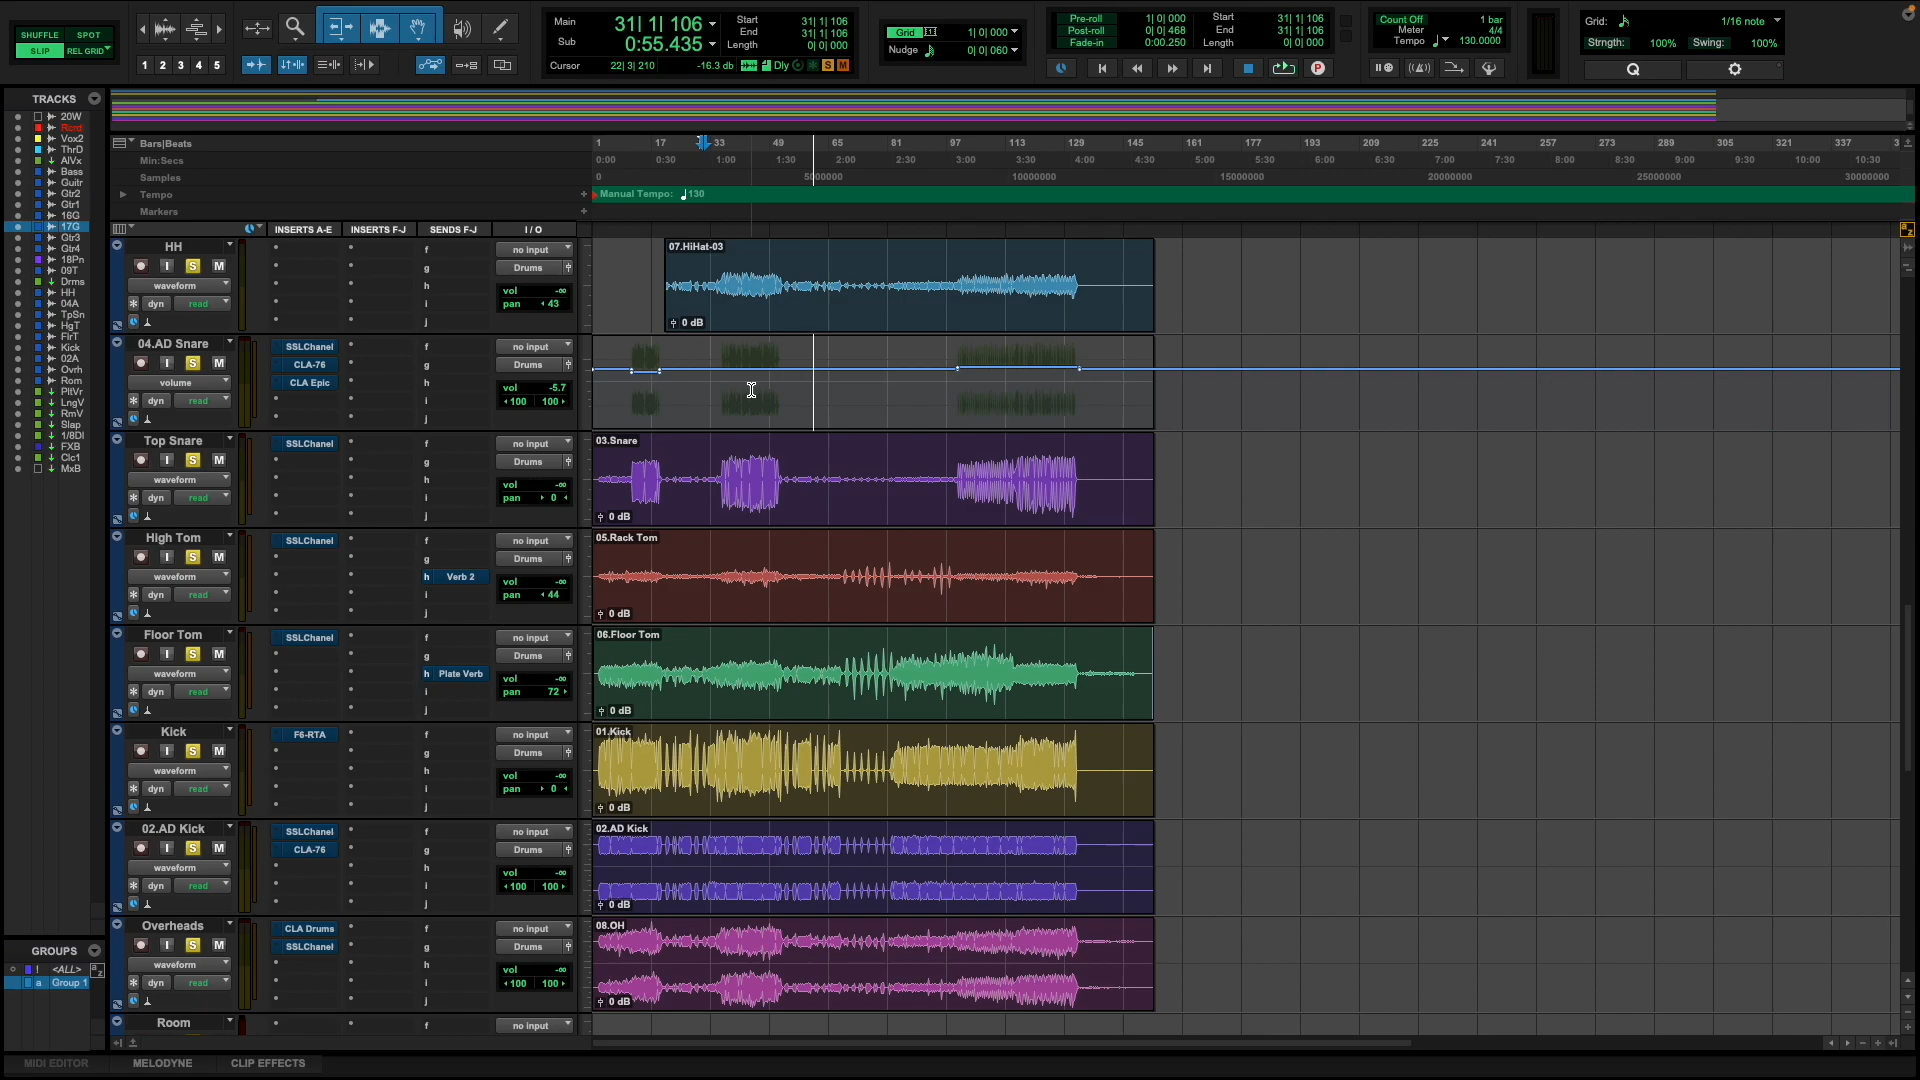 SHUFFLE SPOT
SLIP REL GRID
1 2 3 4 5
Main 31| 1| 106
Sub 0:55.435
Start 31| 1| 106
End 31| 1| 106
Length 0| 0| 000
Cursor 22| 3| 210 -16.3 db Dly S M
Grid 1| 0| 000
Nudge 0| 0| 060
Pre-roll 1| 0| 000
Post-roll 0| 0| 468
Fade-in 0:00.250
Start 31| 1| 106
End 31| 1| 106
Length 0| 0| 000
Count Off 1 bar
Meter 4/4
Tempo 130.0000
Grid: 1/16 note
Strngth: 100% Swing: 100%
Q
TRACKS
20W
Rcrd
Vox2
ThrD
AlVx
Bass
Guitr
Gtr2
Gtr1
16G
17G
Gtr3
Gtr4
18Pn
09T
Drms
HH
04A
TpSn
HgT
FlrT
Kick
02A
Ovrh
Rom
PltVr
LngV
RmV
Slap
1/8Dl
FXB
Clc1
MxB
GROUPS
! <ALL>
a Group 1
Bars|Beats 1 17 33 49 65 81 97 113 129 145 161 177 193 209 225 241 257 273 289 305 321 337 3
Min:Secs 0:00 0:30 1:00 1:30 2:00 2:30 3:00 3:30 4:00 4:30 5:00 5:30 6:00 6:30 7:00 7:30 8:00 8:30 9:00 9:30 10:00 10:30
Samples 0 5000000 10000000 15000000 20000000 25000000 30000000
Tempo Manual Tempo: 130
Markers
INSERTS A-E INSERTS F-J SENDS F-J I / O
HH
I S M
waveform
dyn read
f g h i j
no input
Drums
vol -∞
pan 43
07.HiHat-03
0 dB
04.AD Snare
I S M
volume
dyn read
SSLChanel
CLA-76
CLA Epic
f g h i j
no input
Drums
vol -5.7
100 100
Top Snare
I S M
waveform
dyn read
SSLChanel
f g h i j
no input
Drums
vol -∞
pan 0
03.Snare
0 dB
High Tom
I S M
waveform
dyn read
SSLChanel
f g h i j
Verb 2
no input
Drums
vol -∞
pan 44
05.Rack Tom
0 dB
Floor Tom
I S M
waveform
dyn read
SSLChanel
f g h i j
Plate Verb
no input
Drums
vol -∞
pan 72
06.Floor Tom
0 dB
Kick
I S M
waveform
dyn read
F6-RTA
f g h i j
no input
Drums
vol -∞
pan 0
01.Kick
0 dB
02.AD Kick
I S M
waveform
dyn read
SSLChanel
CLA-76
f g h i j
no input
Drums
vol -∞
100 100
02.AD Kick
0 dB
Overheads
I S M
waveform
dyn read
CLA Drums
SSLChanel
f g h i j
no input
Drums
vol -∞
100 100
08.OH
0 dB
Room
f
no input
MIDI EDITOR MELODYNE CLIP EFFECTS